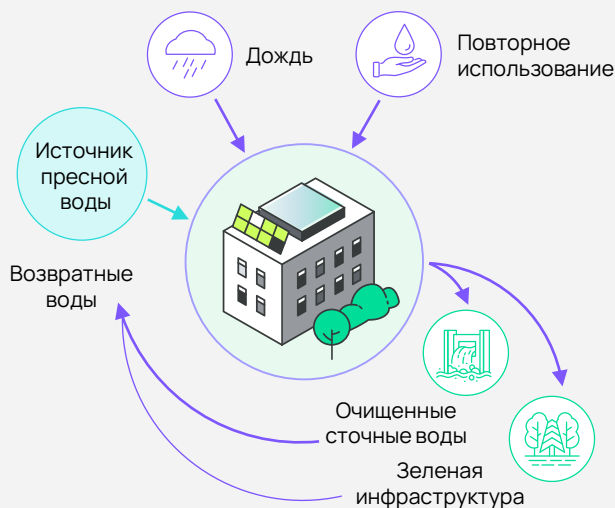 Дождь
Повторное
использование
Источник
пресной
воды
Возвратные
воды
Очищенные
сточные воды
Зеленая
инфраструктура